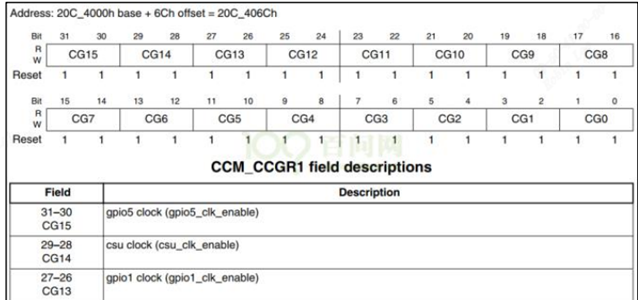 Address: 20C_4000h base + 6Ch offset = 20C_406Ch
Bit 31 30 29 28 27 26 25 24 23 22 21 20 19 18 17 16
R
W CG15 CG14 CG13 CG12 CG11 CG10 CG9 CG8
Reset 1 1 1 1 1 1 1 1 1 1 1 1 1 1 1 1
Bit 15 14 13 12 11 10 9 8 7 6 5 4 3 2 1 0
R
W CG7 CG6 CG5 CG4 CG3 CG2 CG1 CG0
Reset 1 1 1 1 1 1 1 1 1 1 1 1 1 1 1 1
100 百问网
CCM_CCGR1 field descriptions
Field Description
31–30 gpio5 clock (gpio5_clk_enable)
CG15
29–28 csu clock (csu_clk_enable)
CG14
27–26 gpio1 clock (gpio1_clk_enable)
CG13